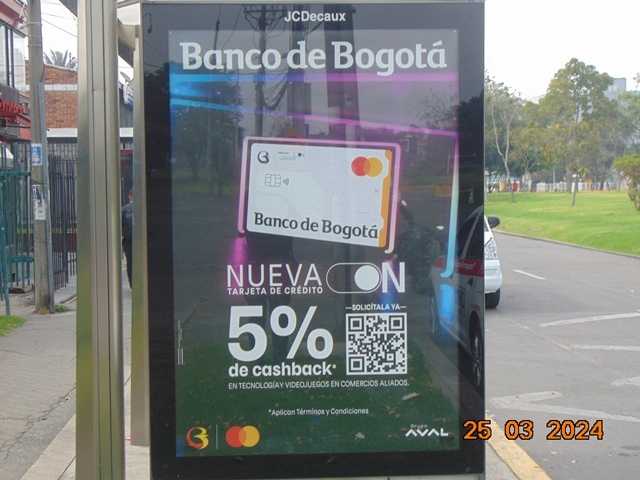 JCDecaux
Banco de Bogotá
Banco de Bogotá
NUEVA ON
TARJETA DE CRÉDITO
5%
de cashback*
SOLICÍTALA YA
EN TECNOLOGÍA Y VIDEOJUEGOS EN COMERCIOS ALIADOS.
*Aplican Términos y Condiciones
Grupo
AVAL
25 03 2024